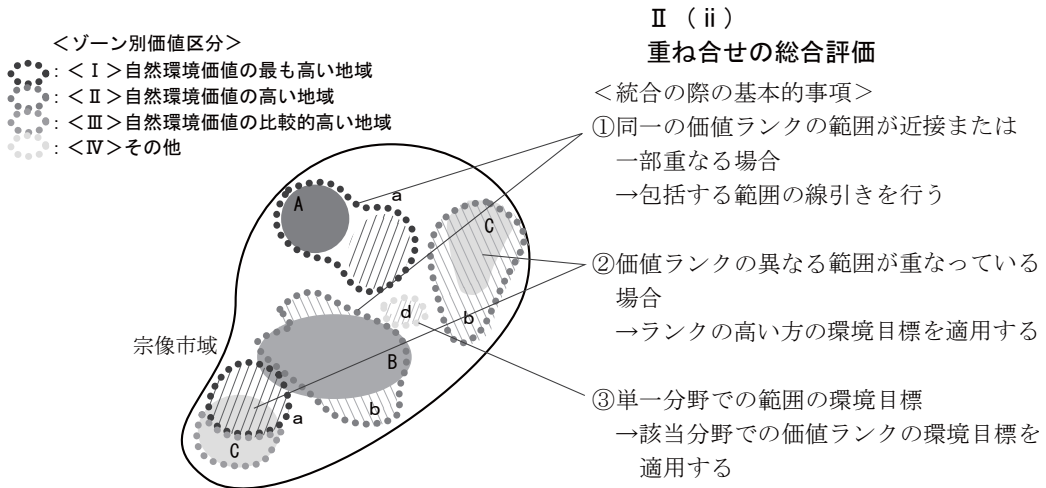 Ⅱ（ⅱ）
重ね合せの総合評価
＜ゾーン別価値区分＞
：＜Ⅰ＞自然環境価値の最も高い地域
：＜Ⅱ＞自然環境価値の高い地域
：＜Ⅲ＞自然環境価値の比較的高い地域
：＜Ⅳ＞その他
＜統合の際の基本的事項＞
①同一の価値ランクの範囲が近接または
一部重なる場合
→包括する範囲の線引きを行う
②価値ランクの異なる範囲が重なっている
場合
→ランクの高い方の環境目標を適用する
③単一分野での範囲の環境目標
→該当分野での価値ランクの環境目標を
適用する
宗像市域
A
a
C
b
d
B
b
a
C